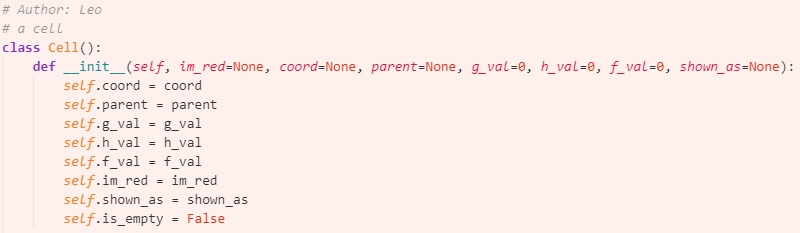 # Author: Leo
# a cell
class Cell():
    def __init__(self, im_red=None, coord=None, parent=None, g_val=0, h_val=0, f_val=0, shown_as=None):
        self.coord = coord
        self.parent = parent
        self.g_val = g_val
        self.h_val = h_val
        self.f_val = f_val
        self.im_red = im_red
        self.shown_as = shown_as
        self.is_empty = False